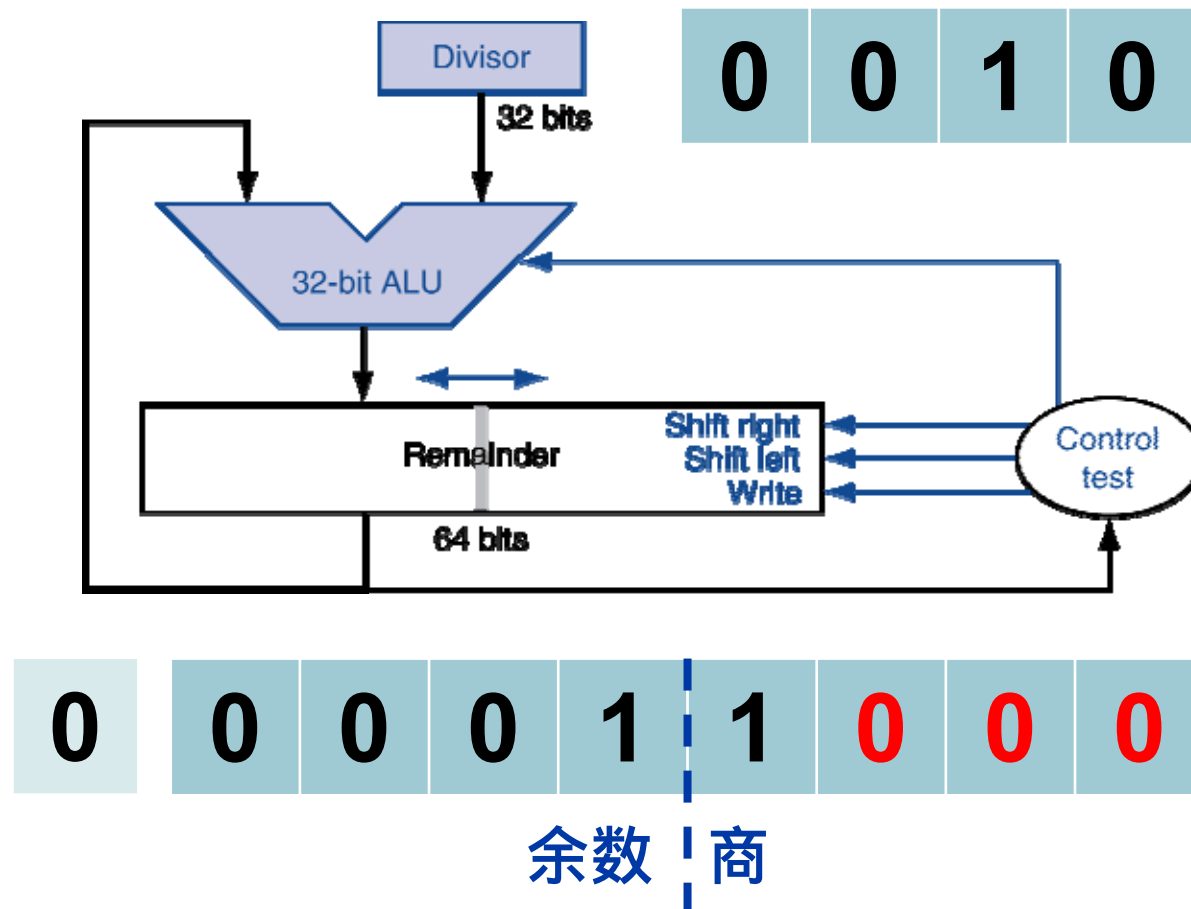 Divisor
0 0 1 0
32 bits
32-bit ALU
Remainder
Shift right
Shift left
Write
Control
test
64 bits
0 0 0 0 1 1 0 0 0
余数 商